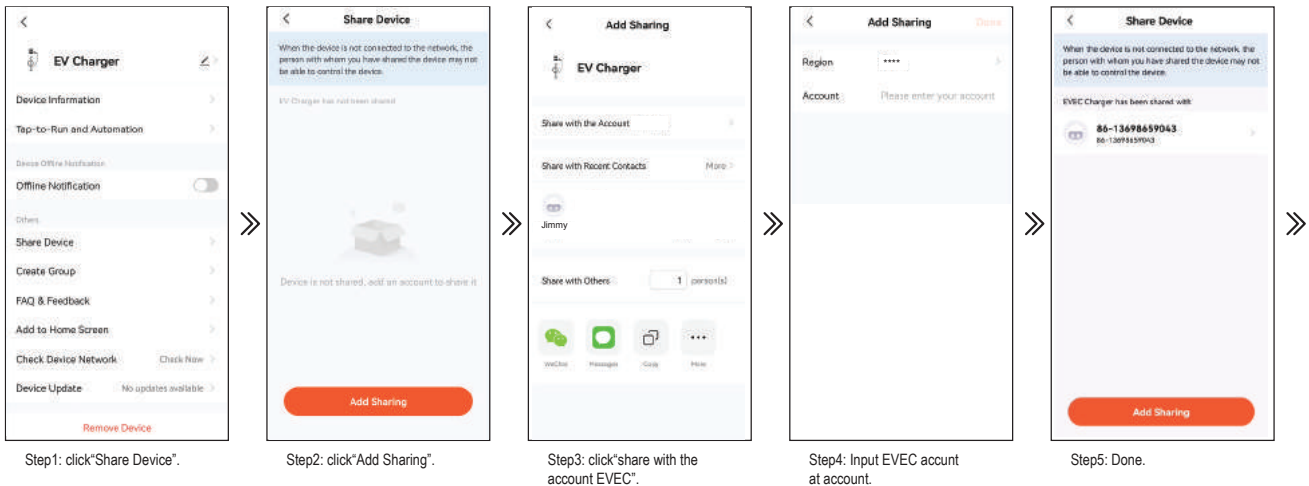 EV Charger
Device Information
Tap-to-Run and Automation
Device Offline Notification
Offline Notification
Others
Share Device
Create Group
FAQ & Feedback
Add to Home Screen
Check Device Network Check Now
Device Update No updates available
Remove Device
Step1: click“Share Device”.
Share Device
When the device is not connected to the network, the
person with whom you have shared the device may not
be able to control the device.
EV Charger has not been shared
Device is not shared, add an account to share it
Add Sharing
Step2: click“Add Sharing”.
Add Sharing
EV Charger
Share with the Account
Share with Recent Contacts More
Jimmy
Share with Others 1 person(s)
WeChat Messages Copy More
Step3: click“share with the
account EVEC”.
Add Sharing Done
Region ****
Account Please enter your account
Step4: Input EVEC accunt
at account.
Share Device
When the device is not connected to the network, the
person with whom you have shared the device may not
be able to control the device.
EVEC Charger has been shared with:
86-13698659043
86-13698659043
Add Sharing
Step5: Done.